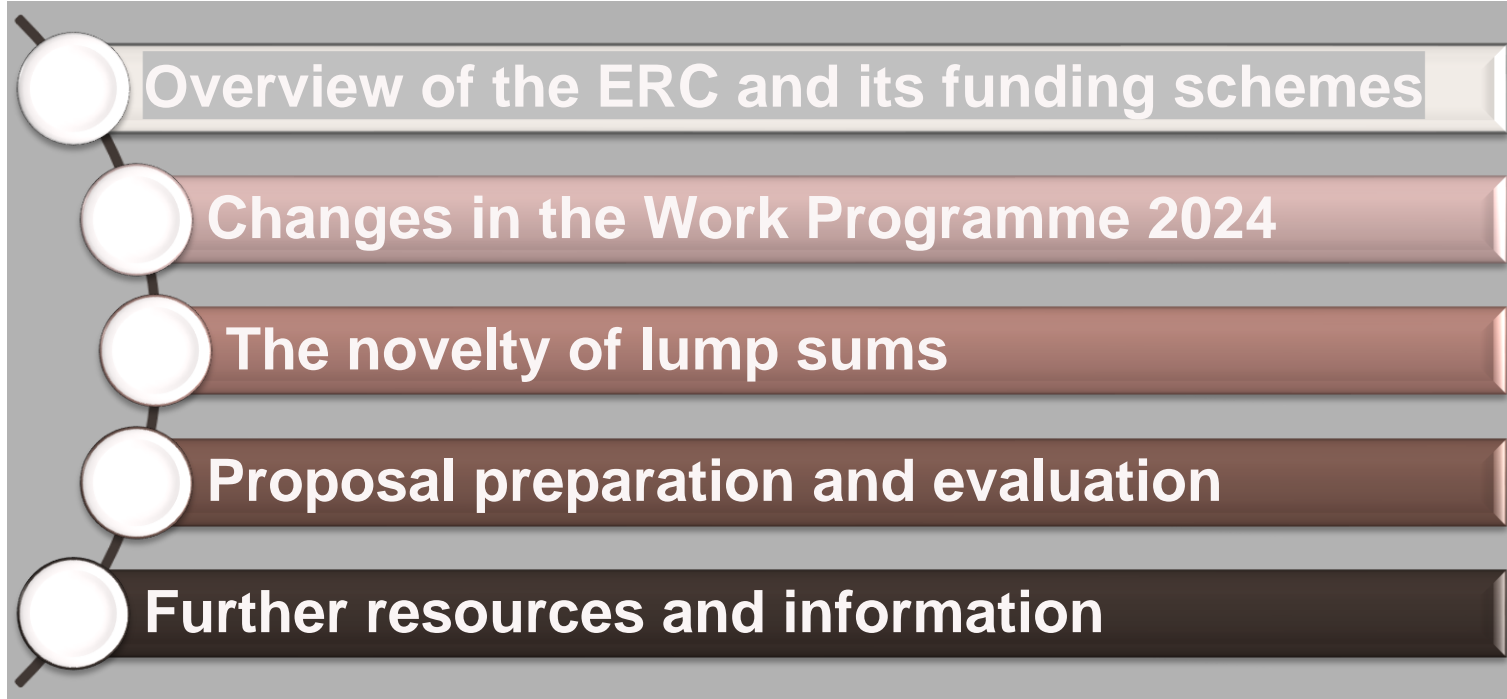 Overview of the ERC and its funding schemes
Changes in the Work Programme 2024
The novelty of lump sums
Proposal preparation and evaluation
Further resources and information